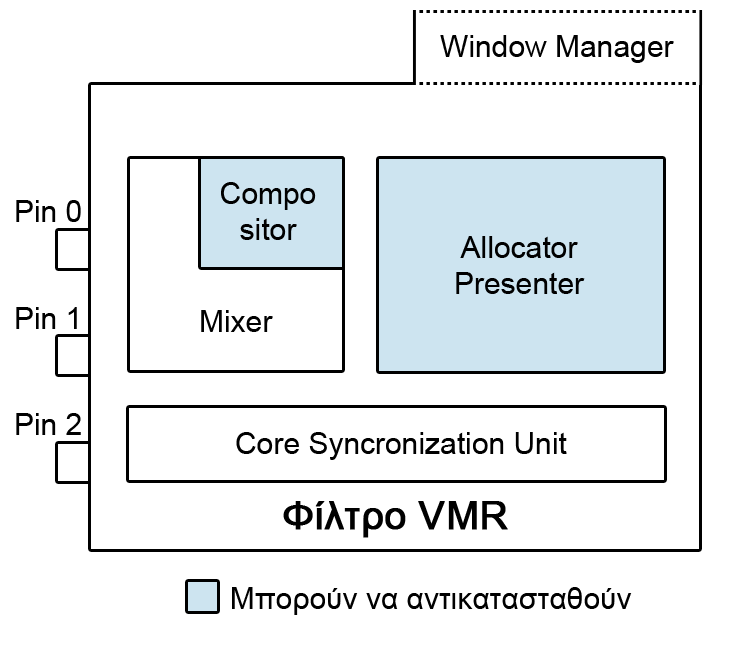 Window Manager
Pin 0
Compo
sitor
Allocator
Presenter
Pin 1
Mixer
Pin 2
Core Syncronization Unit
Φίλτρο VMR
Μπορούν να αντικατασταθούν